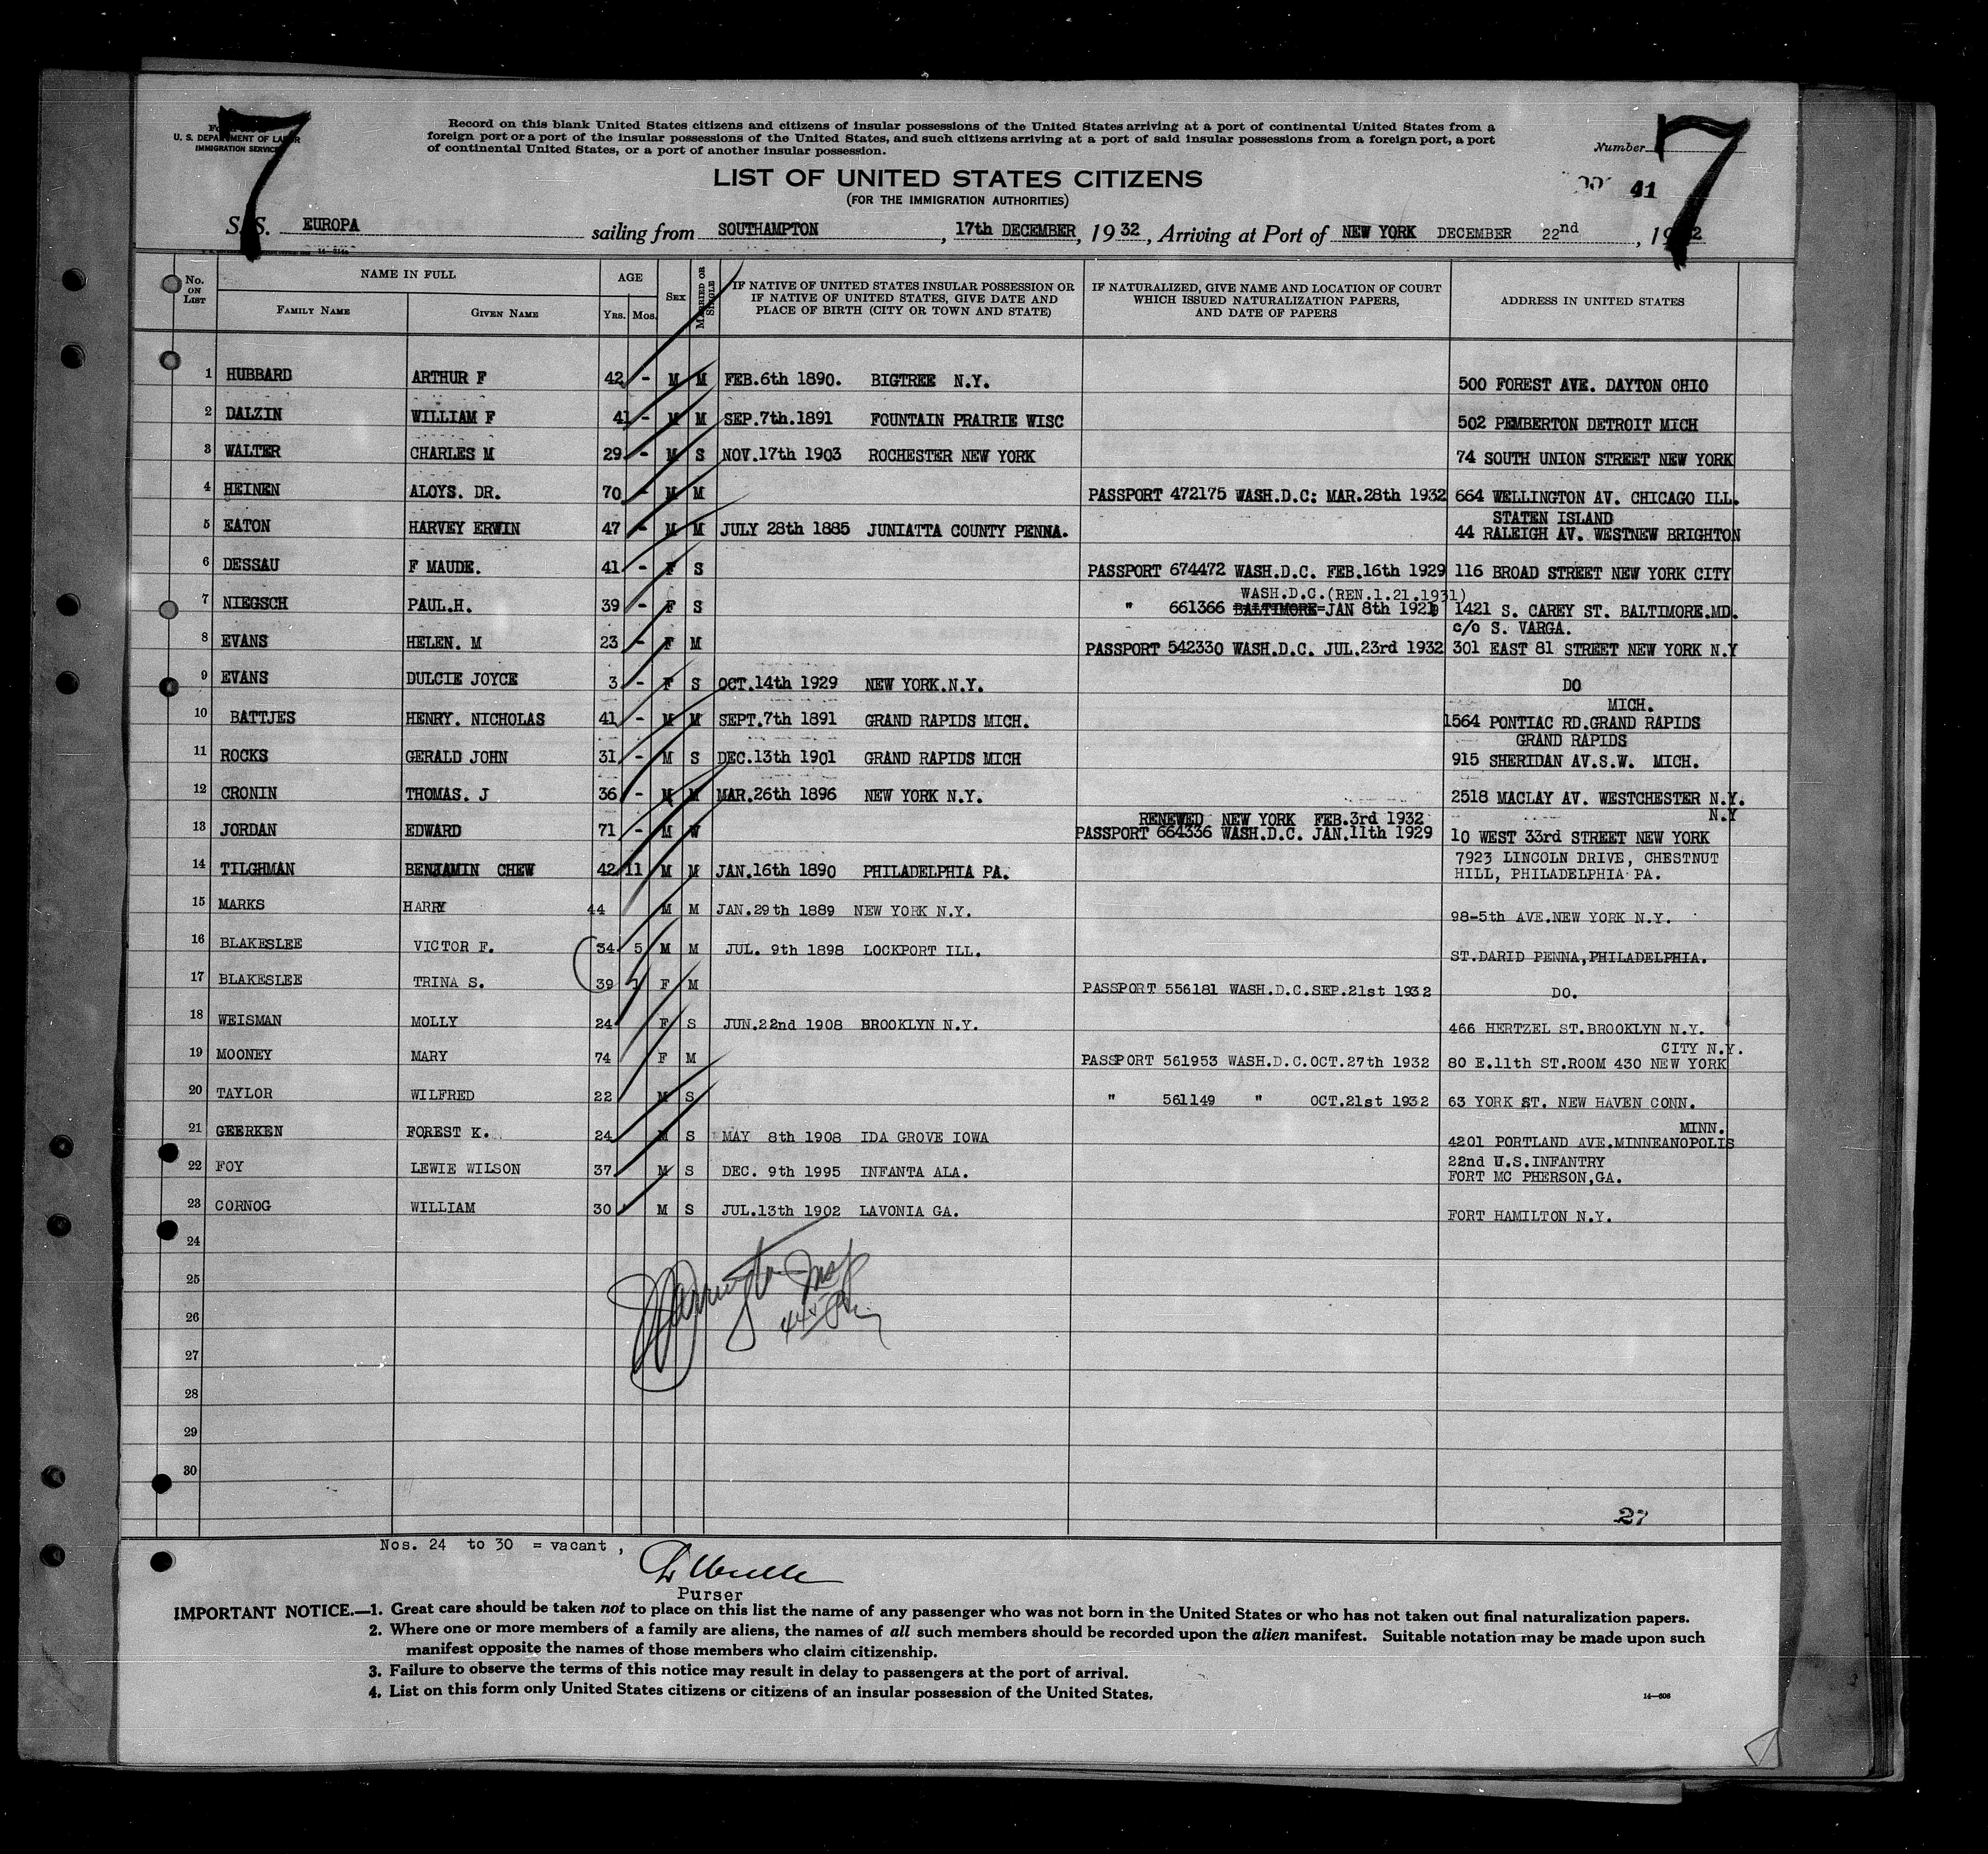 7
7
U. S. DEPARTMENT OF LABOR
IMMIGRATION SERVICE
Record on this blank United States citizens and citizens of insular possessions of the United States arriving at a port of continental United States from a
foreign port or a port of the insular possessions of the United States, and such citizens arriving at a port of said insular possessions from a foreign port, a port
of continental United States, or a port of another insular possession.
Number
LIST OF UNITED STATES CITIZENS
(FOR THE IMMIGRATION AUTHORITIES)
41
S. S. EUROPA sailing from SOUTHAMPTON, 17th DECEMBER, 1932, Arriving at Port of NEW YORK DECEMBER 22nd, 1932
No. ON LIST
NAME IN FULL
FAMILY NAME
GIVEN NAME
AGE
YRS. MOS.
SEX
MARRIED OR SINGLE
IF NATIVE OF UNITED STATES INSULAR POSSESSION OR
IF NATIVE OF UNITED STATES, GIVE DATE AND
PLACE OF BIRTH (CITY OR TOWN AND STATE)
IF NATURALIZED, GIVE NAME AND LOCATION OF COURT
WHICH ISSUED NATURALIZATION PAPERS,
AND DATE OF PAPERS
ADDRESS IN UNITED STATES
1 HUBBARD ARTHUR F 42 - M M FEB.6th 1890. BIGTREE N.Y. 500 FOREST AVE. DAYTON OHIO
2 DALZIN WILLIAM F 41 - M M SEP.7th.1891 FOUNTAIN PRAIRIE WISC 502 PEMBERTON DETROIT MICH
3 WALTER CHARLES M 29 - M S NOV.17th 1903 ROCHESTER NEW YORK 74 SOUTH UNION STREET NEW YORK
4 HEINEN ALOYS. DR. 70 - M M PASSPORT 472175 WASH.D.C: MAR.28th 1932 664 WELLINGTON AV. CHICAGO ILL.
STATEN ISLAND
5 EATON HARVEY ERWIN 47 - M M JULY 28th 1885 JUNIATTA COUNTY PENNA. 44 RALEIGH AV. WESTNEW BRIGHTON
6 DESSAU F MAUDE. 41 - F S PASSPORT 674472 WASH.D.C. FEB.16th 1929 116 BROAD STREET NEW YORK CITY
WASH.D.C.(REN.1.21.1931)
7 NIEGSCH PAUL.H. 39 - F S " 661366 BALTIMORE=JAN 8th 1929 1421 S. CAREY ST. BALTIMORE.MD.
c/o S. VARGA.
8 EVANS HELEN. M 23 - F M PASSPORT 542330 WASH.D.C. JUL.23rd 1932 301 EAST 81 STREET NEW YORK N.Y
9 EVANS DULCIE JOYCE 3 - F S OCT.14th 1929 NEW YORK.N.Y. DO
MICH.
10 BATTJES HENRY. NICHOLAS 41 - M M SEPT.7th 1891 GRAND RAPIDS MICH. 1564 PONTIAC RD.GRAND RAPIDS
GRAND RAPIDS
11 ROCKS GERALD JOHN 31 - M S DEC.13th 1901 GRAND RAPIDS MICH 915 SHERIDAN AV.S.W. MICH.
12 CRONIN THOMAS. J 36 - M M MAR.26th 1896 NEW YORK N.Y. 2518 MACLAY AV. WESTCHESTER N.Y.
RENEWED NEW YORK FEB.3rd 1932 N.Y
13 JORDAN EDWARD 71 - M W PASSPORT 664336 WASH.D.C. JAN.11th 1929 10 WEST 33rd STREET NEW YORK
7923 LINCOLN DRIVE, CHESTNUT
14 TILGHMAN BENJAMIN CHEW 42 11 M M JAN.16th 1890 PHILADELPHIA PA. HILL, PHILADELPHIA PA.
15 MARKS HARRY 44 M M JAN.29th 1889 NEW YORK N.Y. 98-5th AVE.NEW YORK N.Y.
16 BLAKESLEE VICTOR F. 34 5 M M JUL. 9th 1898 LOCKPORT ILL. ST.DARID PENNA,PHILADELPHIA.
17 BLAKESLEE TRINA S. 39 1 F M PASSPORT 556181 WASH.D.C.SEP.21st 1932 DO.
18 WEISMAN MOLLY 24 F S JUN.22nd 1908 BROOKLYN N.Y. 466 HERTZEL ST.BROOKLYN N.Y.
CITY N.Y.
19 MOONEY MARY 74 F M PASSPORT 561953 WASH.D.C.OCT.27th 1932 80 E.11th ST.ROOM 430 NEW YORK
20 TAYLOR WILFRED 22 M S " 561149 " OCT.21st 1932 63 YORK ST. NEW HAVEN CONN.
MINN.
21 GEERKEN FOREST K. 24 M S MAY 8th 1908 IDA GROVE IOWA 4201 PORTLAND AVE.MINNEANOPOLIS
22nd U.S.INFANTRY
22 FOY LEWIE WILSON 37 M S DEC. 9th 1995 INFANTA ALA. FORT MC PHERSON,GA.
23 CORNOG WILLIAM 30 M S JUL.13th 1902 LAVONIA GA. FORT HAMILTON N.Y.
24
25
26
27
28
29
30
27
Nos. 24 to 30 = vacant ,
Purser
IMPORTANT NOTICE.—1. Great care should be taken not to place on this list the name of any passenger who was not born in the United States or who has not taken out final naturalization papers.
2. Where one or more members of a family are aliens, the names of all such members should be recorded upon the alien manifest. Suitable notation may be made upon such
manifest opposite the names of those members who claim citizenship.
3. Failure to observe the terms of this notice may result in delay to passengers at the port of arrival.
4. List on this form only United States citizens or citizens of an insular possession of the United States.
14—608